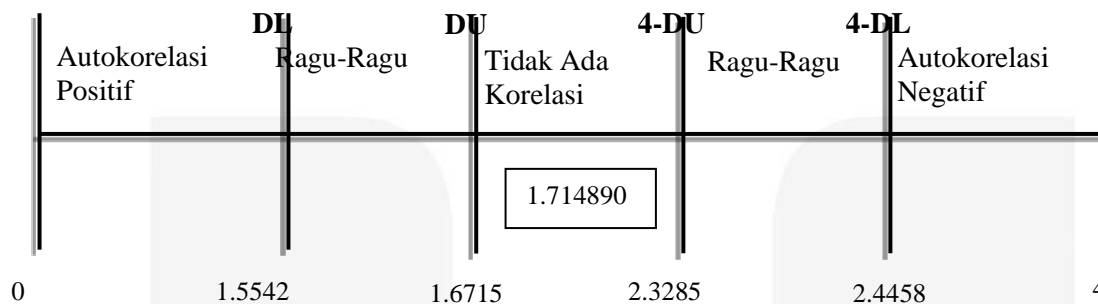 DL DU 4-DU 4-DL
Autokorelasi
Positif
Ragu-Ragu
Tidak Ada
Korelasi
Ragu-Ragu
Autokorelasi
Negatif
1.714890
0 1.5542 1.6715 2.3285 2.4458 4